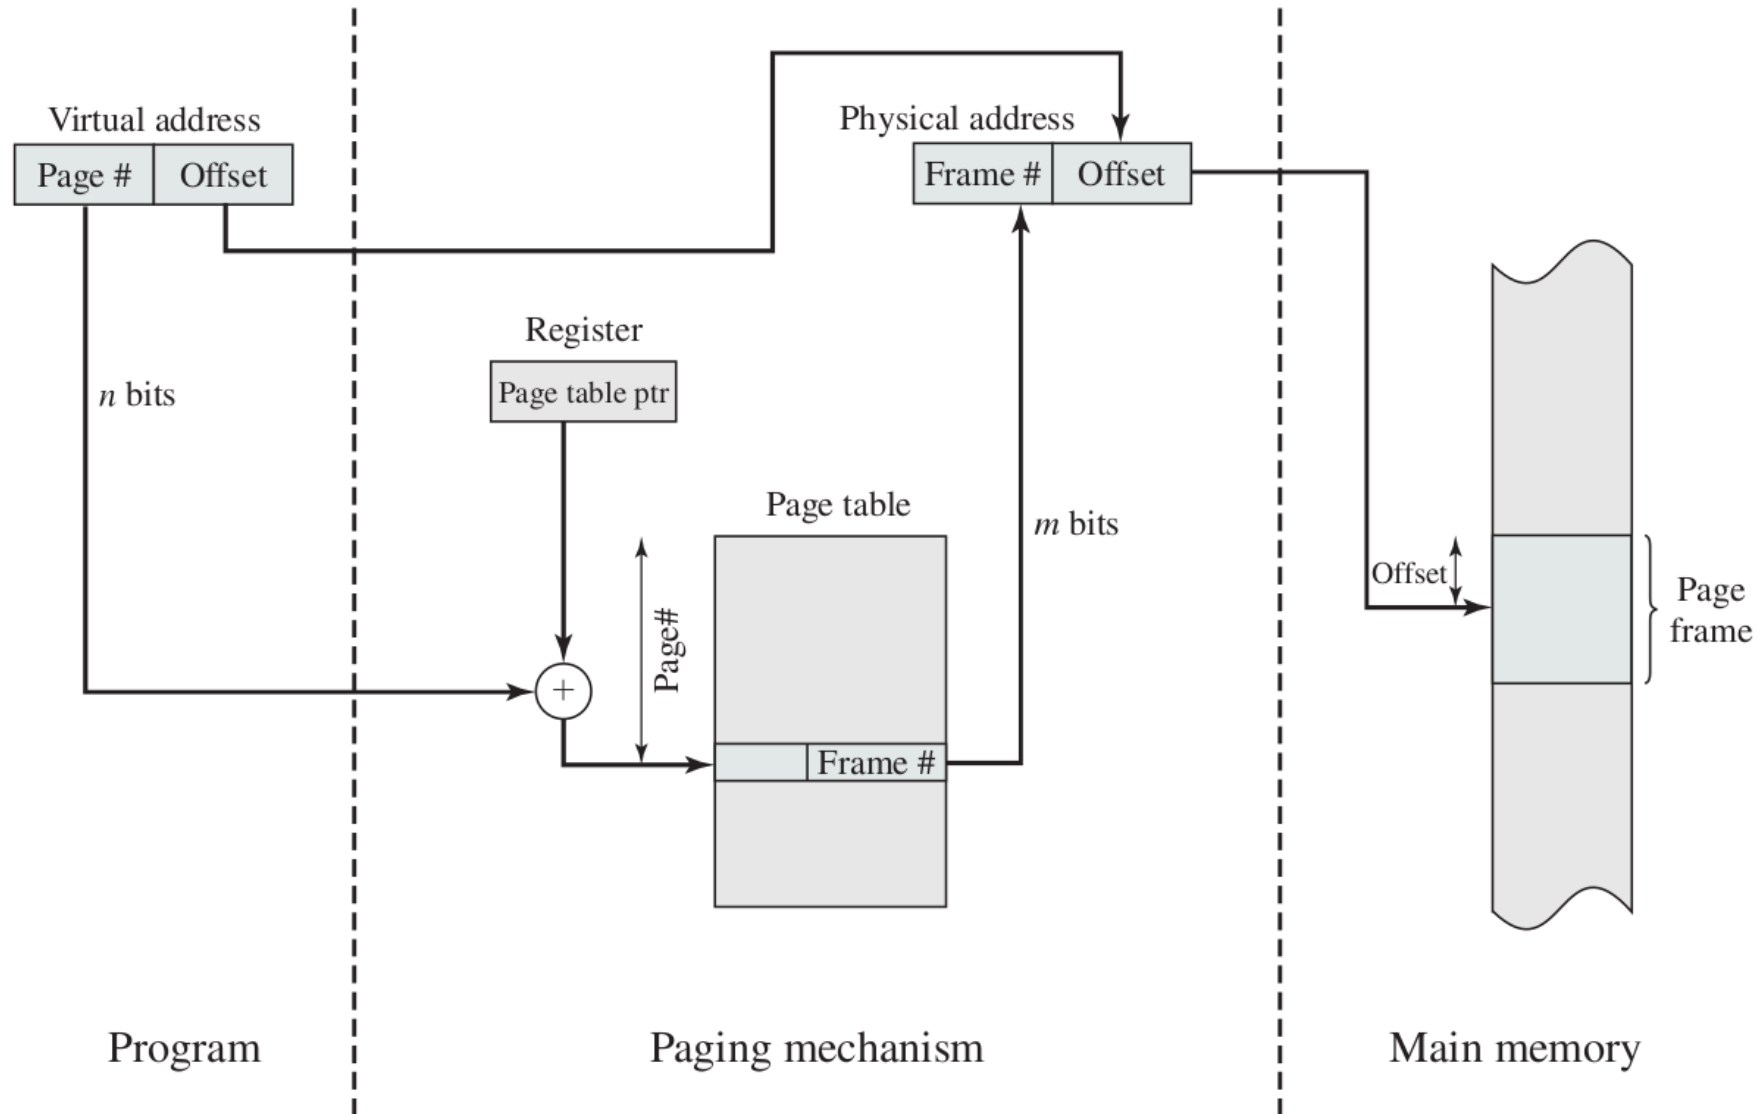 Virtual address
Page # Offset
Physical address
Frame # Offset
n bits
Register
Page table ptr
Page table
m bits
Page#
+
Frame #
Offset
Page
frame
Program
Paging mechanism
Main memory